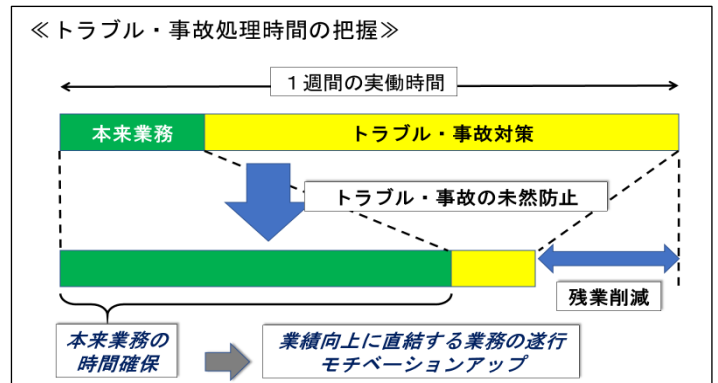 ≪トラブル・事故処理時間の把握≫
１週間の実働時間
本来業務
トラブル・事故対策
トラブル・事故の未然防止
残業削減
本来業務の
時間確保
業績向上に直結する業務の遂行
モチベーションアップ